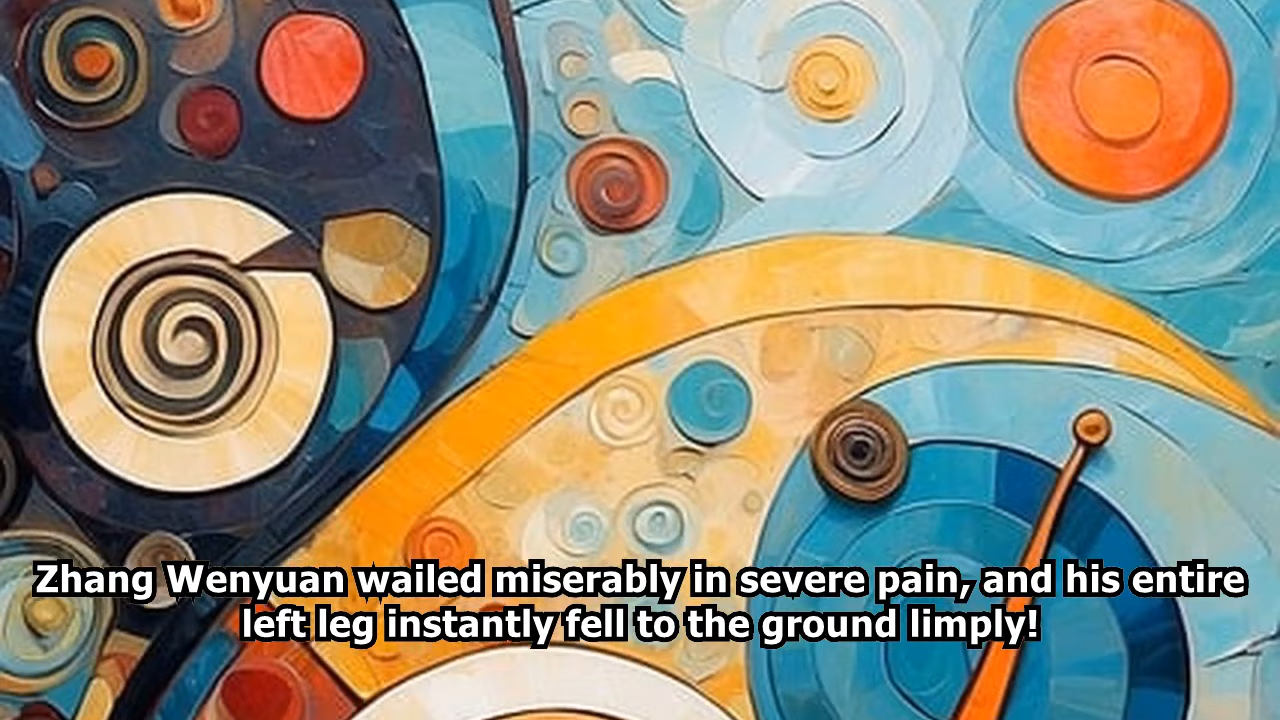 Zhang Wenyuan wailed miserably in severe pain, and his entire
left leg instantly fell to the ground limply!